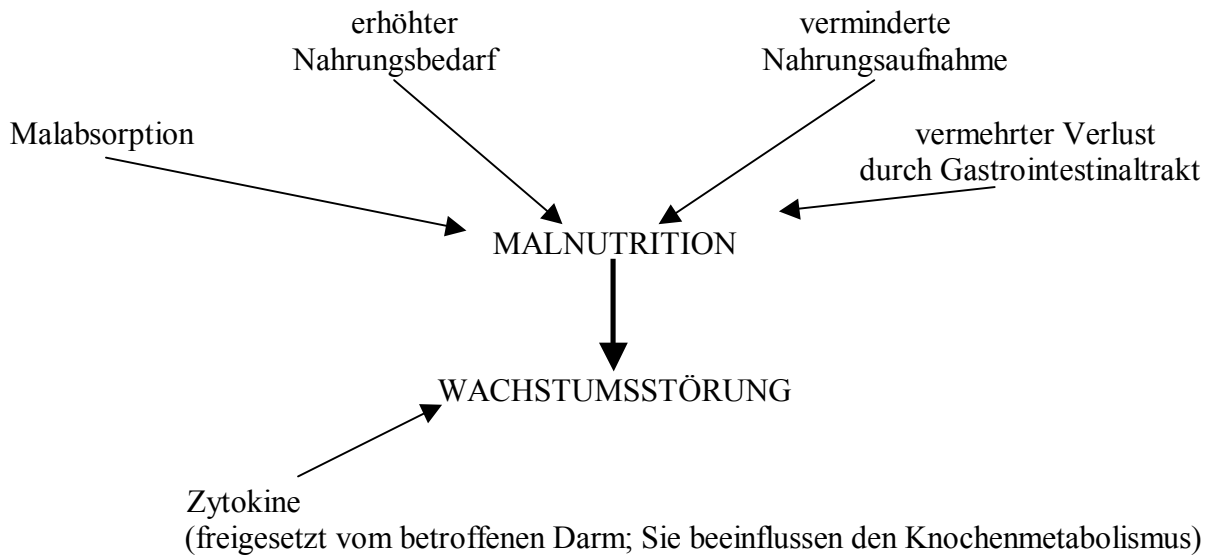 erhöhter
Nahrungsbedarf
verminderte
Nahrungsaufnahme
Malabsorption
vermehrter Verlust
durch Gastrointestinaltrakt
MALNUTRITION
WACHSTUMSSTÖRUNG
Zytokine
(freigesetzt vom betroffenen Darm; Sie beeinflussen den Knochenmetabolismus)